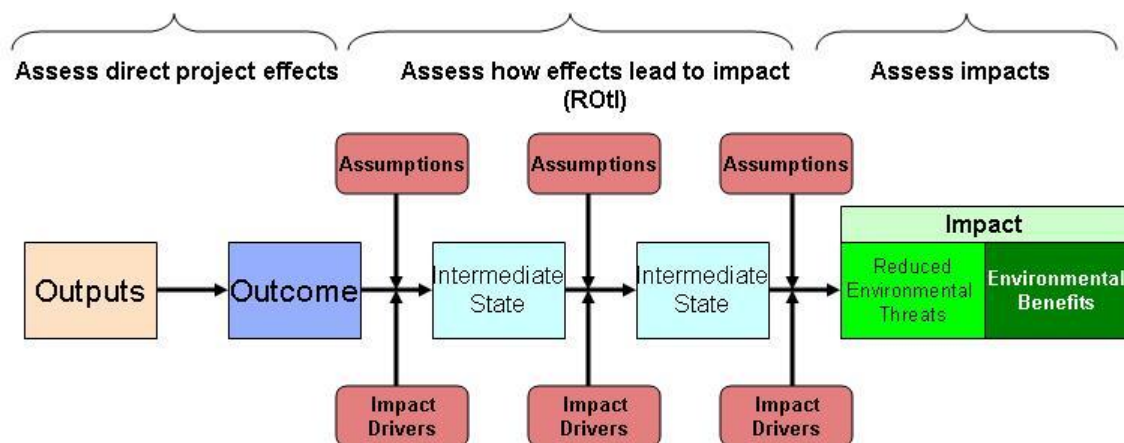 Assess direct project effects
Assess how effects lead to impact
(ROtI)
Assess impacts
Assumptions
Assumptions
Assumptions
Outputs
Outcome
Intermediate
State
Intermediate
State
Impact
Reduced
Environmental
Threats
Environmental
Benefits
Impact
Drivers
Impact
Drivers
Impact
Drivers